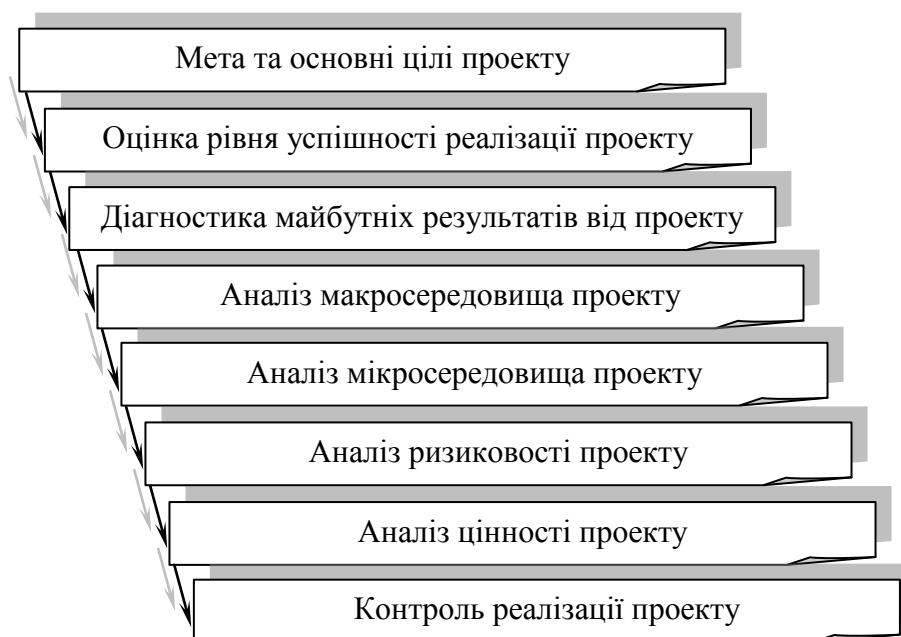 Мета та основні цілі проекту
Оцінка рівня успішності реалізації проекту
Діагностика майбутніх результатів від проекту
Аналіз макросередовища проекту
Аналіз мікросередовища проекту
Аналіз ризиковості проекту
Аналіз цінності проекту
Контроль реалізації проекту